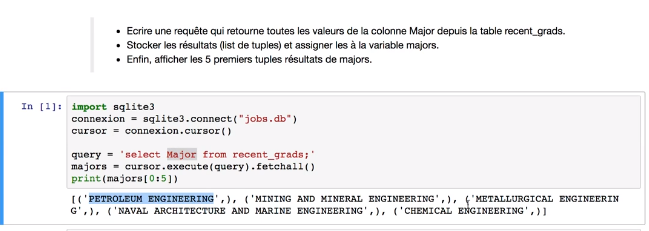 • Ecrire une requête qui retourne toutes les valeurs de la colonne Major depuis la table recent_grads.
• Stocker les résultats (list de tuples) et assigner les à la variable majors.
• Enfin, afficher les 5 premiers tuples résultats de majors.
In [1]: import sqlite3
connexion = sqlite3.connect("jobs.db")
cursor = connexion.cursor()
query = 'select Major from recent_grads;'
majors = cursor.execute(query).fetchall()
print(majors[0:5])
[('PETROLEUM ENGINEERING',), ('MINING AND MINERAL ENGINEERING',), ('METALLURGICAL ENGINEERIN
G',), ('NAVAL ARCHITECTURE AND MARINE ENGINEERING',), ('CHEMICAL ENGINEERING',)]